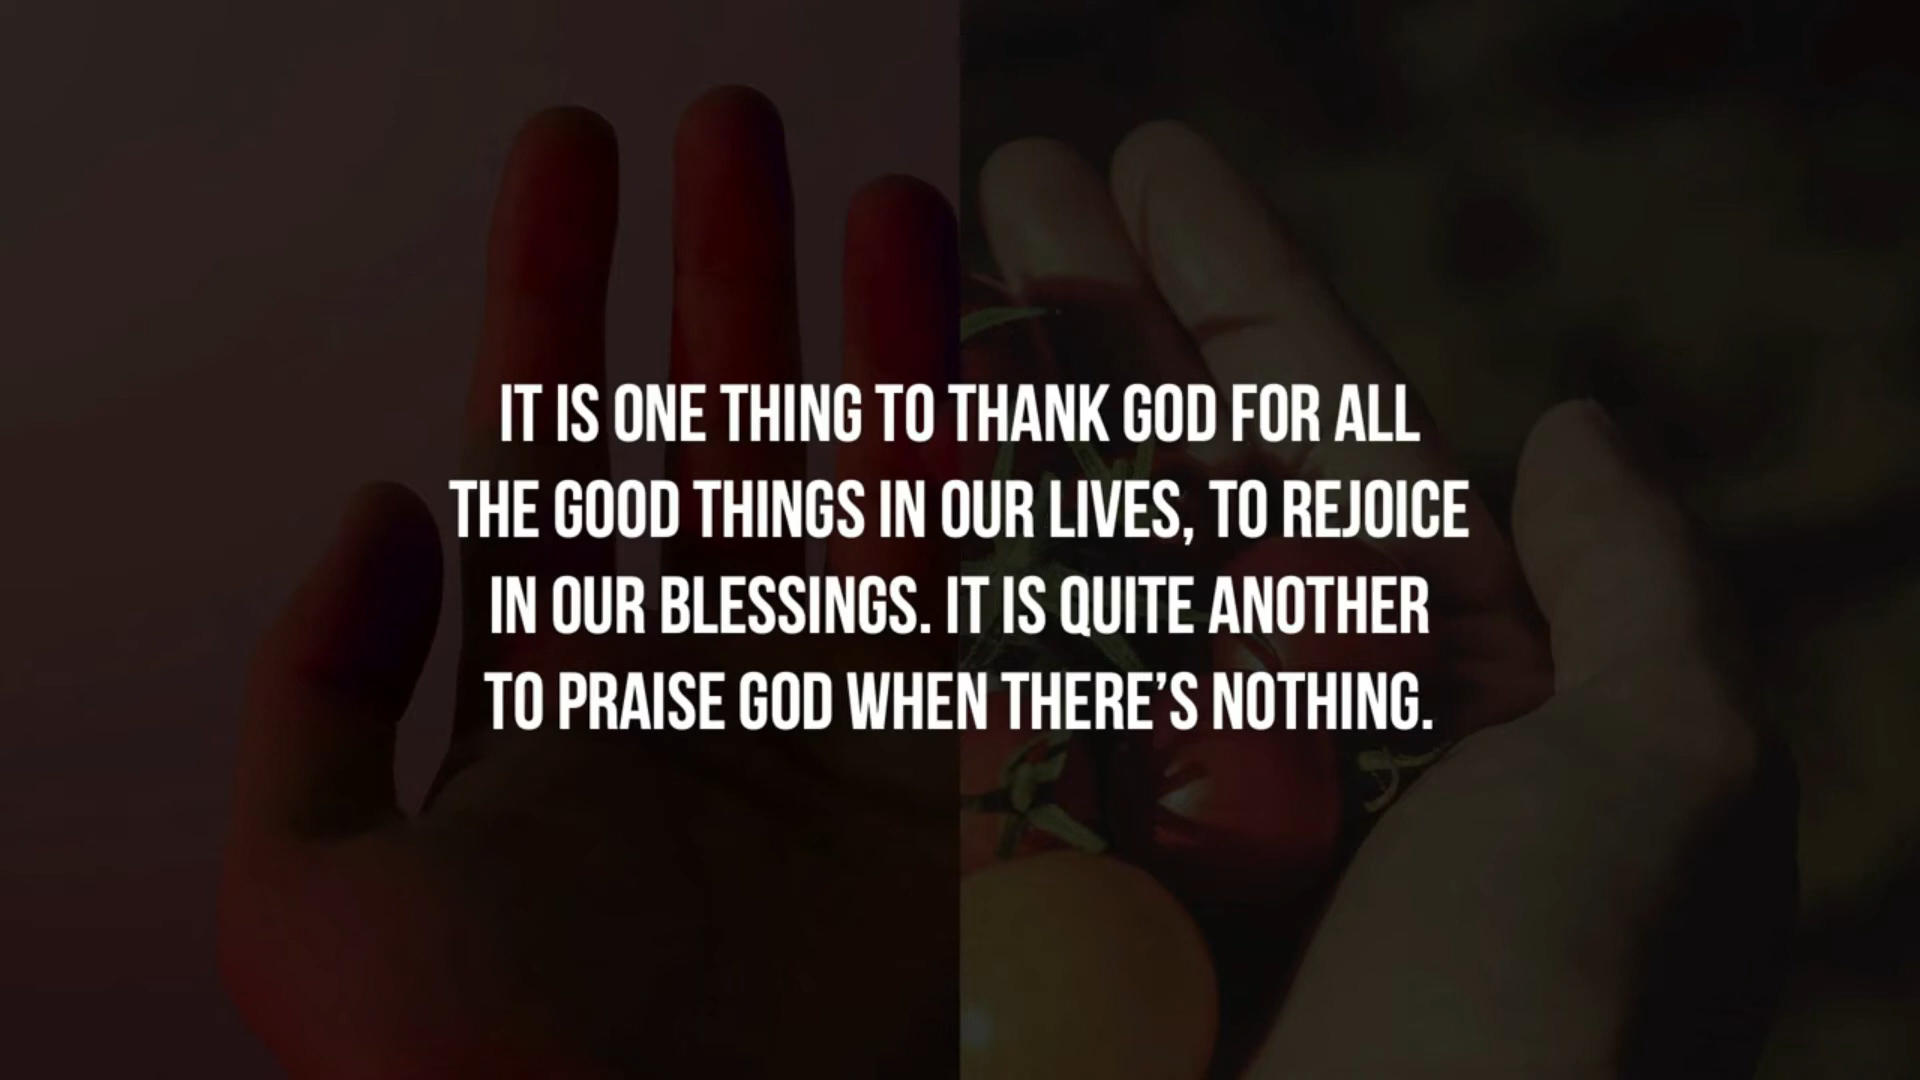 IT IS ONE THING TO THANK GOD FOR ALL
THE GOOD THINGS IN OUR LIVES, TO REJOICE
IN OUR BLESSINGS. IT IS QUITE ANOTHER
TO PRAISE GOD WHEN THERE’S NOTHING.